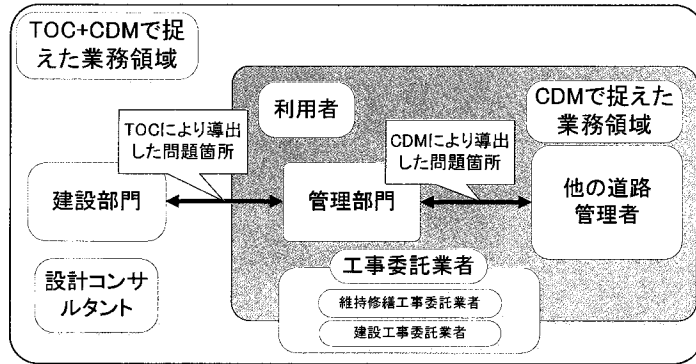 TOC+CDMで捉
えた業務領域
利用者
CDMで捉えた
業務領域
TOCにより導出
した問題箇所
CDMにより導出
した問題箇所
建設部門
管理部門
他の道路
管理者
工事委託業者
設計コンサ
ルタント
維持修繕工事委託業者
建設工事委託業者